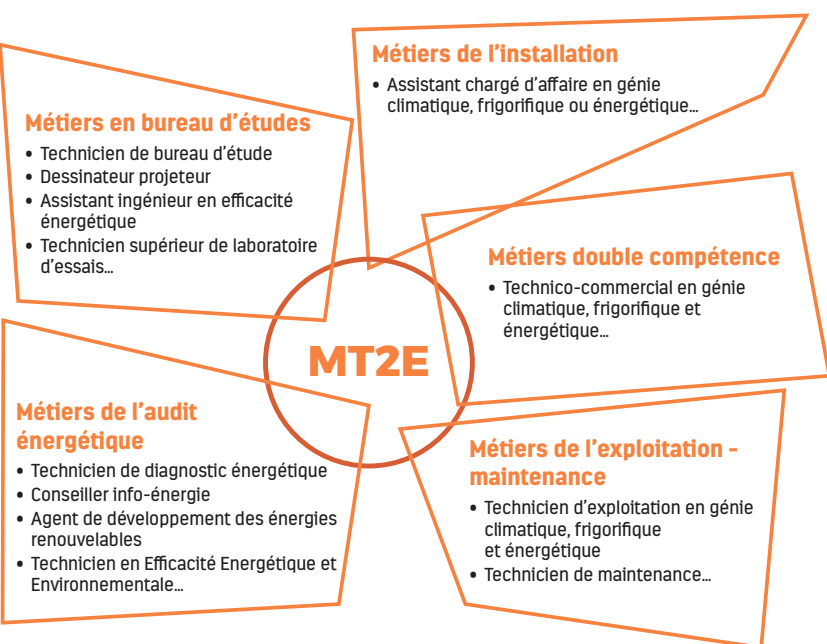 Métiers de l'installation
• Assistant chargé d'affaire en génie
climatique, frigorifique ou énergétique...
Métiers en bureau d'études
• Technicien de bureau d'étude
• Dessinateur projeteur
• Assistant ingénieur en efficacité
énergétique
• Technicien supérieur de laboratoire
d'essais...
Métiers double compétence
• Technico-commercial en génie
climatique, frigorifique et
énergétique...
MT2E
Métiers de l'audit
énergétique
• Technicien de diagnostic énergétique
• Conseiller info-énergie
• Agent de développement des énergies
renouvelables
• Technicien en Efficacité Energétique et
Environnementale...
Métiers de l'exploitation -
maintenance
• Technicien d'exploitation en génie
climatique, frigorifique
et énergétique
• Technicien de maintenance...